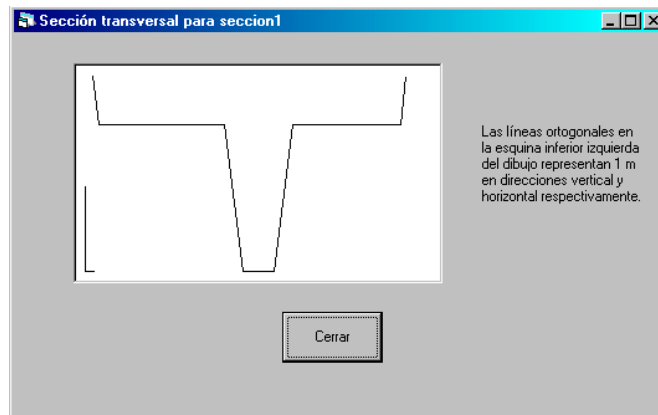 Sección transversal para seccion1
Las líneas ortogonales en
la esquina inferior izquierda
del dibujo representan 1 m
en direcciones vertical y
horizontal respectivamente.
Cerrar